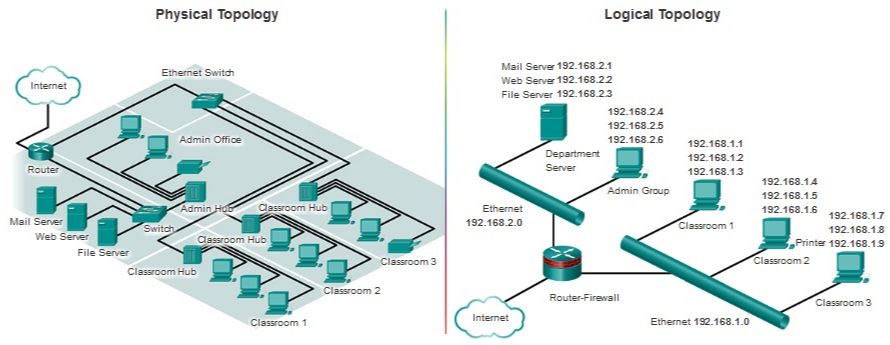 Physical Topology
Internet
Ethernet Switch
Admin Office
Router
Mail Server
Web Server
File Server
Switch
Admin Hub
Classroom Hub
Classroom Hub
Classroom Hub
Classroom 3
Classroom 2
Classroom 1
Logical Topology
Mail Server 192.168.2.1
Web Server 192.168.2.2
File Server 192.168.2.3
192.168.2.4
192.168.2.5
192.168.2.6
Department
Server
Admin Group
192.168.1.1
192.168.1.2
192.168.1.3
Classroom 1
192.168.1.4
192.168.1.5
192.168.1.6
Classroom 2
192.168.1.7
192.168.1.8
Printer 192.168.1.9
Classroom 3
Ethernet
192.168.2.0
Router-Firewall
Internet
Ethernet 192.168.1.0